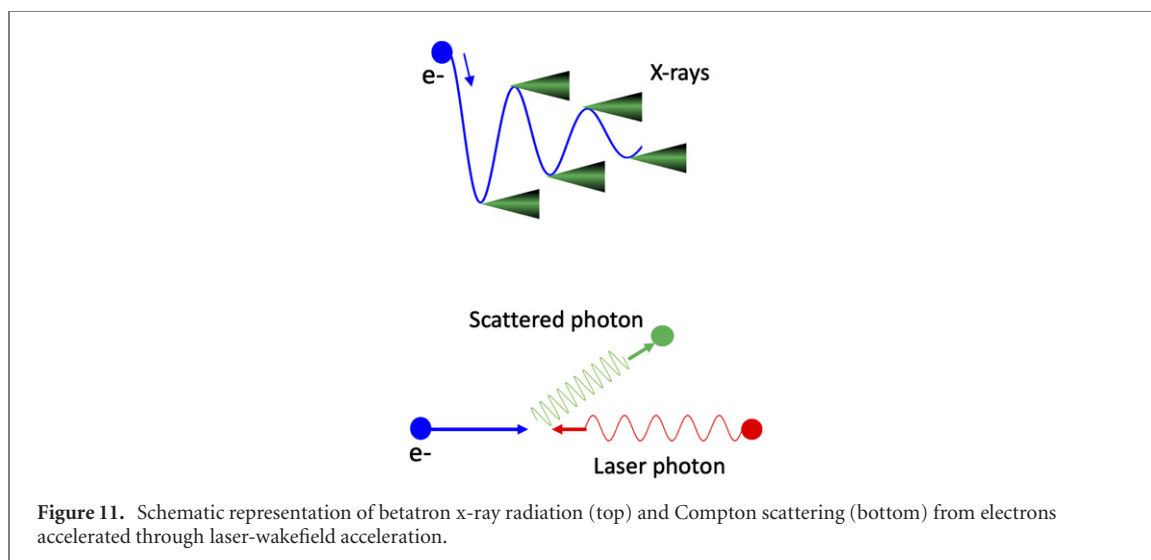 e-
X-rays
Scattered photon
e-
Laser photon
Figure 11. Schematic representation of betatron x-ray radiation (top) and Compton scattering (bottom) from electrons
accelerated through laser-wakefield acceleration.